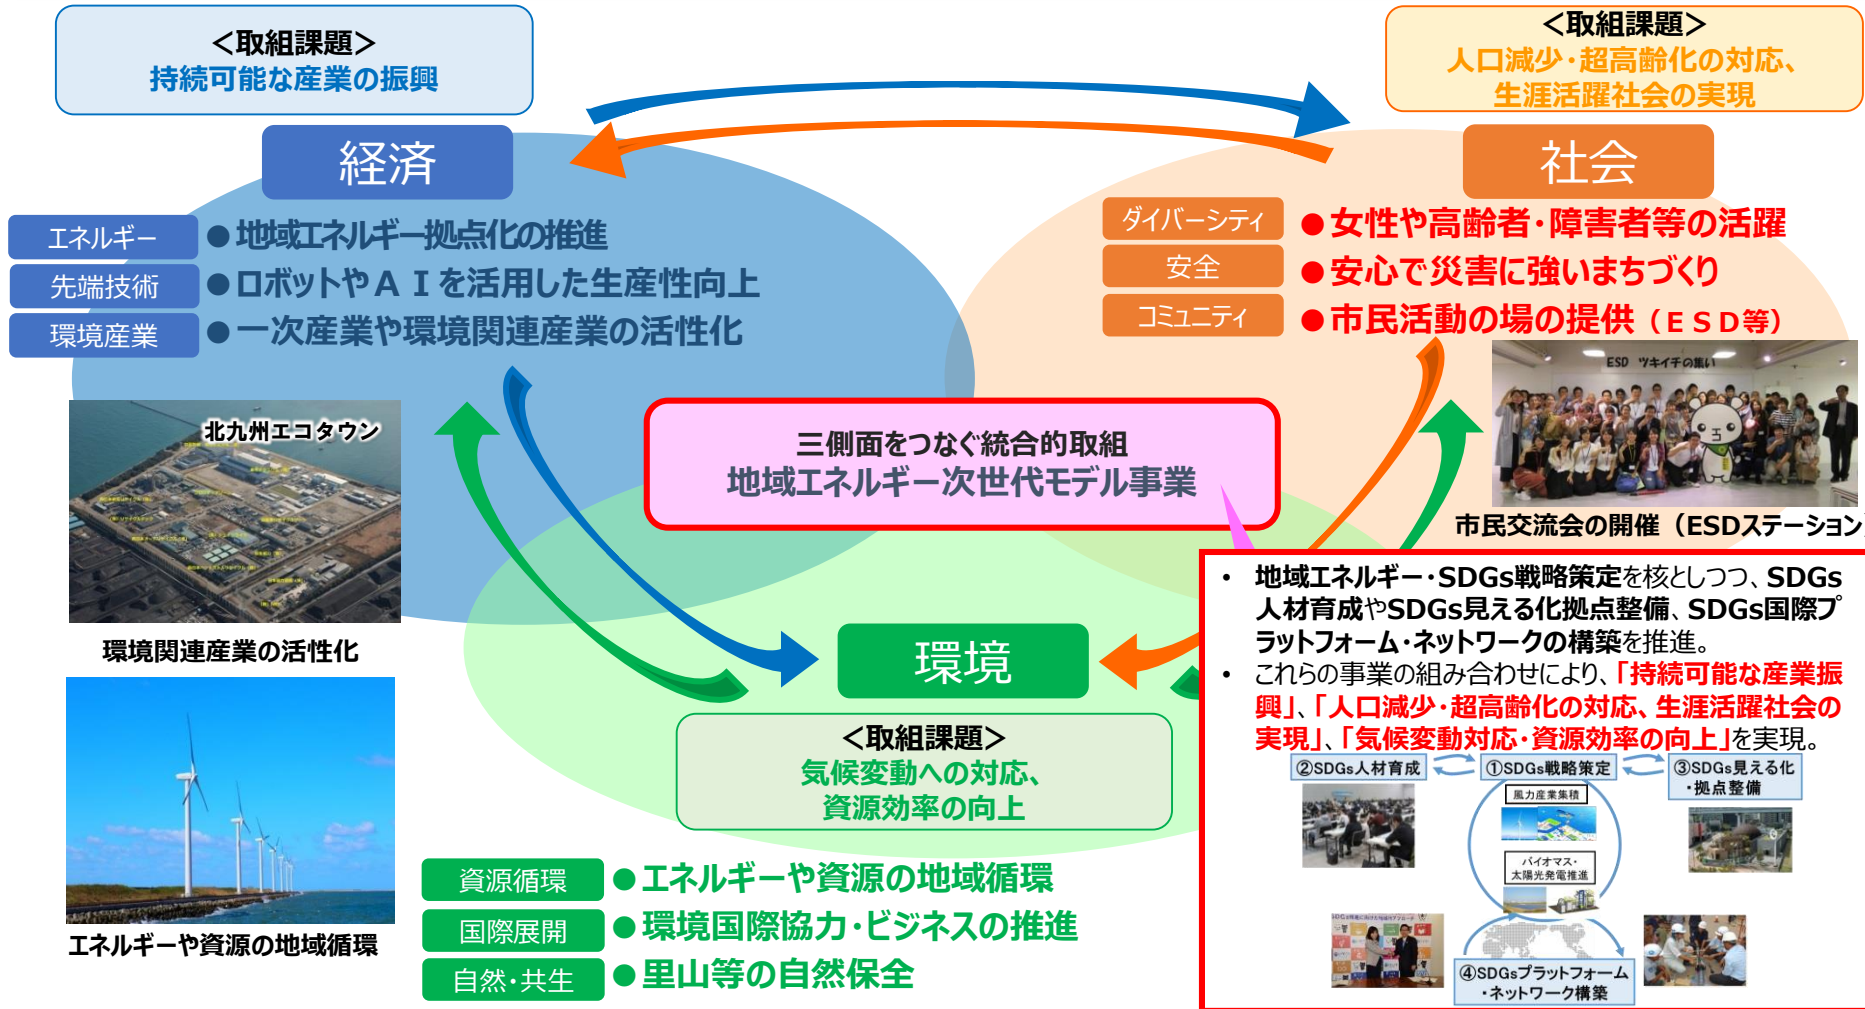 ＜取組課題＞
持続可能な産業の振興
＜取組課題＞
人口減少・超高齢化の対応、
生涯活躍社会の実現
経済
社会
エネルギー
●地域エネルギー拠点化の推進
先端技術
●ロボットやＡＩを活用した生産性向上
環境産業
●一次産業や環境関連産業の活性化
ダイバーシティ
●女性や高齢者・障害者等の活躍
安全
●安心で災害に強いまちづくり
コミュニティ
●市民活動の場の提供（ＥＳＤ等）
北九州エコタウン
環境関連産業の活性化
エネルギーや資源の地域循環
三側面をつなぐ統合的取組
地域エネルギー次世代モデル事業
ESD ツキイチの集い
市民交流会の開催（ESDステーション）
環境
＜取組課題＞
気候変動への対応、
資源効率の向上
資源循環
●エネルギーや資源の地域循環
国際展開
●環境国際協力・ビジネスの推進
自然・共生
●里山等の自然保全
• 地域エネルギー・SDGs戦略策定を核としつつ、SDGs
人材育成やSDGs見える化拠点整備、SDGs国際プ
ラットフォーム・ネットワークの構築を推進。
• これらの事業の組み合わせにより、「持続可能な産業振
興」、「人口減少・超高齢化の対応、生涯活躍社会の
実現」、「気候変動対応・資源効率の向上」を実現。
②SDGs人材育成
①SDGs戦略策定
③SDGs見える化
・拠点整備
風力産業集積
バイオマス・
太陽光発電推進
④SDGsプラットフォーム
・ネットワーク構築